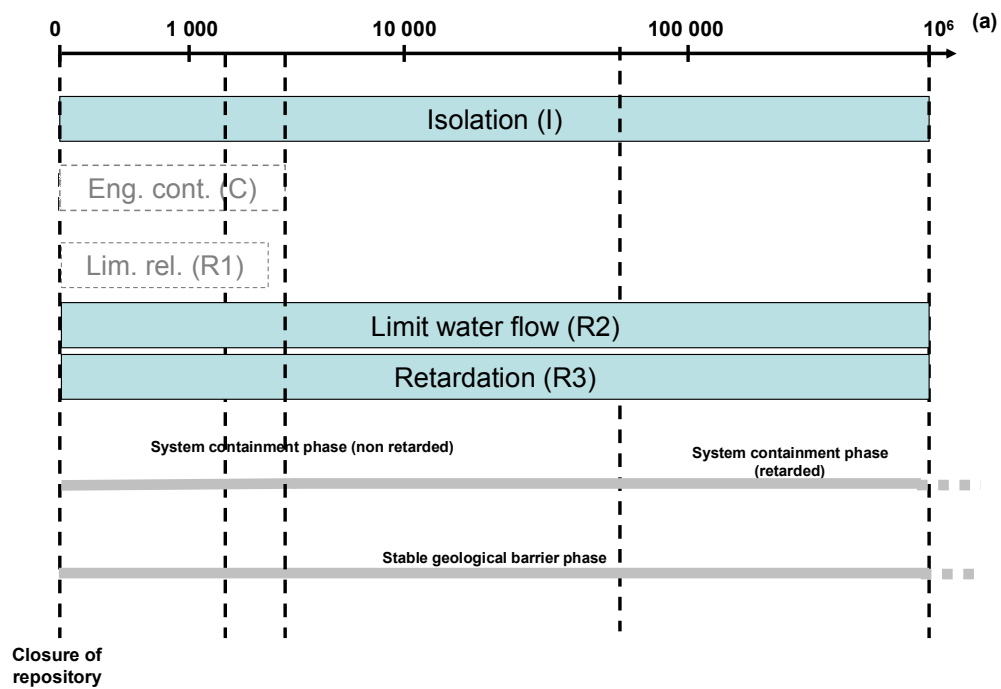 0 1 000 10 000 100 000 10⁶ (a)
Isolation (I)
Eng. cont. (C)
Lim. rel. (R1)
Limit water flow (R2)
Retardation (R3)
System containment phase (non retarded)
System containment phase
(retarded)
Stable geological barrier phase
Closure of
repository